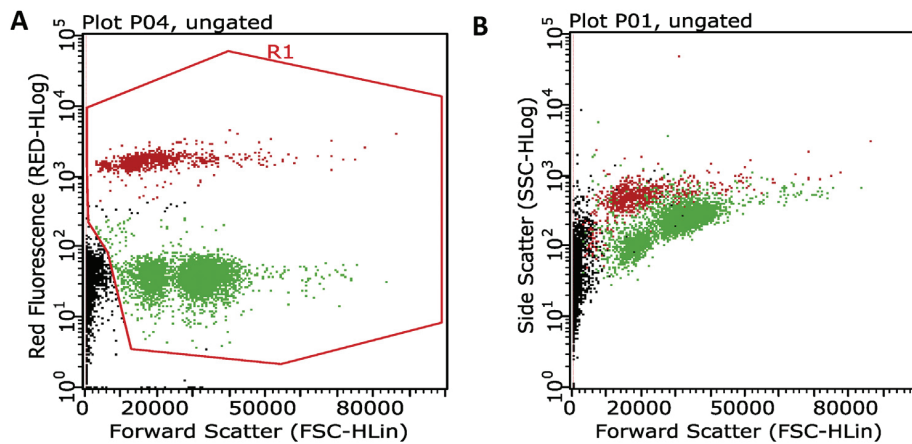 A
Plot P04, ungated
R1
Red Fluorescence (RED-HLog)
10^5
10^4
10^3
10^2
10^1
10^0
0 20000 50000 80000
Forward Scatter (FSC-HLin)
B
Plot P01, ungated
Side Scatter (SSC-HLog)
10^5
10^4
10^3
10^2
10^1
10^0
0 20000 50000 80000
Forward Scatter (FSC-HLin)